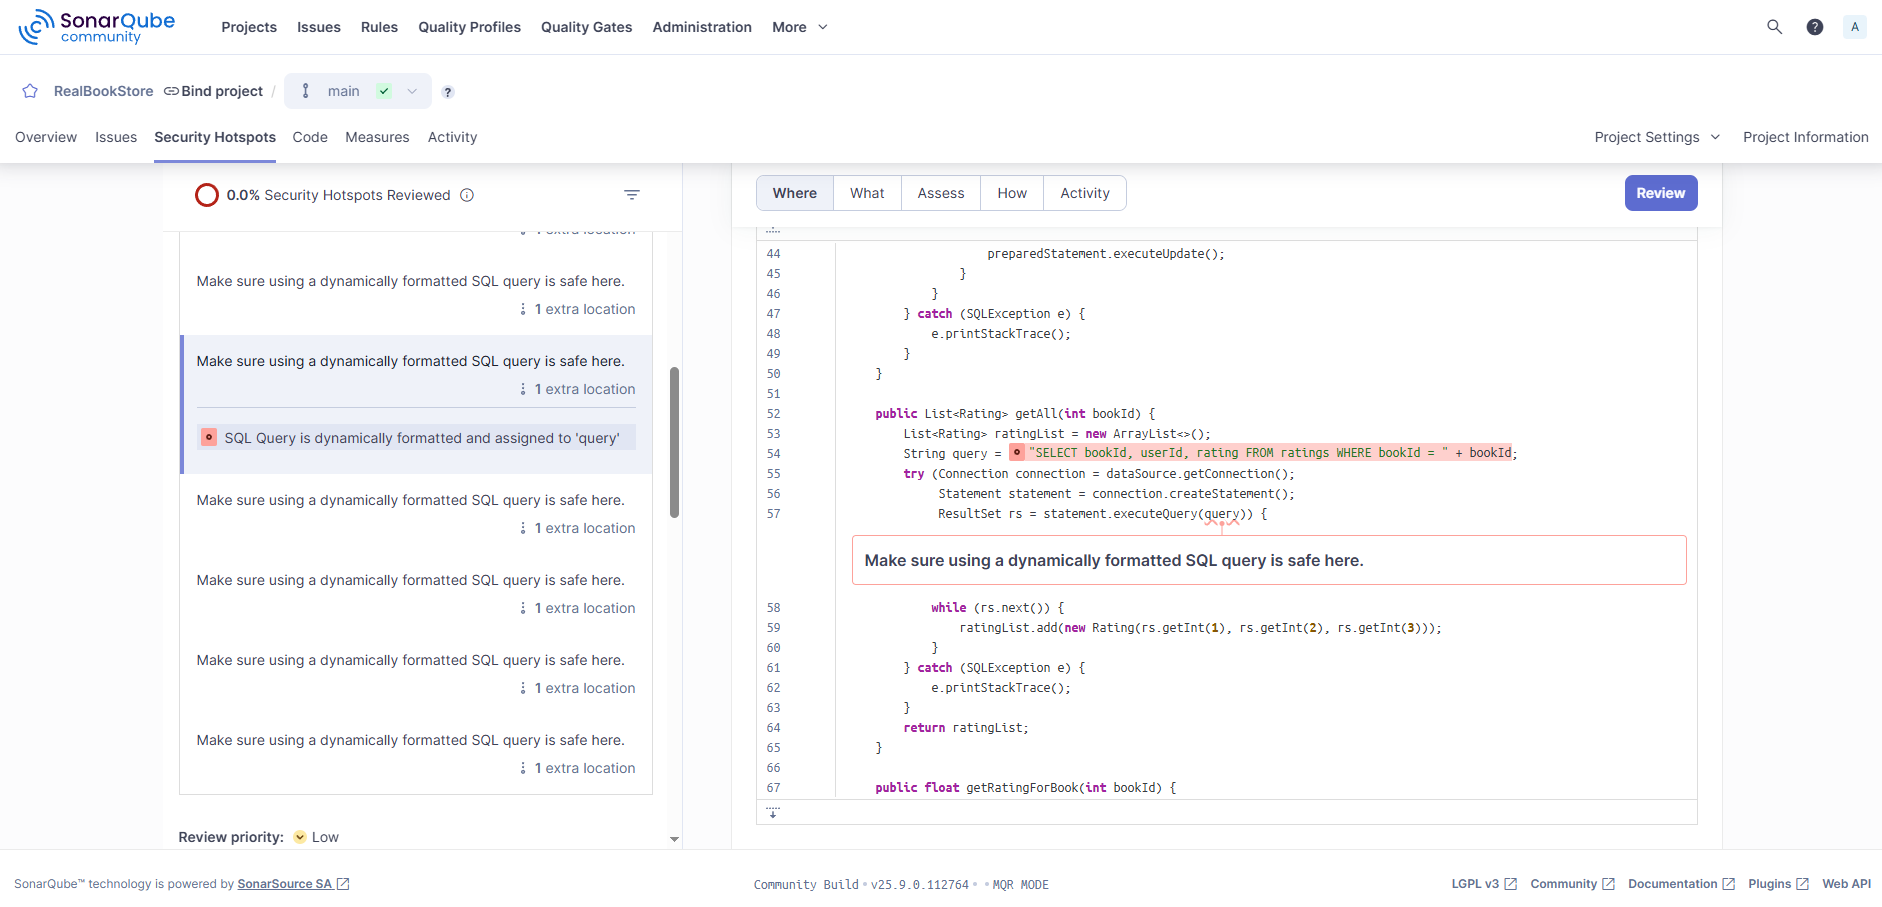 SonarQube
community
Projects Issues Rules Quality Profiles Quality Gates Administration More
A
RealBookStore Bind project / main ?
Overview Issues Security Hotspots Code Measures Activity
Project Settings Project Information
0.0% Security Hotspots Reviewed
1 extra location
Make sure using a dynamically formatted SQL query is safe here.
1 extra location
Make sure using a dynamically formatted SQL query is safe here.
1 extra location
SQL Query is dynamically formatted and assigned to 'query'
Make sure using a dynamically formatted SQL query is safe here.
1 extra location
Make sure using a dynamically formatted SQL query is safe here.
1 extra location
Make sure using a dynamically formatted SQL query is safe here.
1 extra location
Make sure using a dynamically formatted SQL query is safe here.
1 extra location
Review priority: Low
Where What Assess How Activity
Review
44 preparedStatement.executeUpdate();
45 }
46 }
47 } catch (SQLException e) {
48 e.printStackTrace();
49 }
50 }
51
52 public List<Rating> getAll(int bookId) {
53 List<Rating> ratingList = new ArrayList<>();
54 String query = "SELECT bookId, userId, rating FROM ratings WHERE bookId = " + bookId;
55 try (Connection connection = dataSource.getConnection();
56 Statement statement = connection.createStatement();
57 ResultSet rs = statement.executeQuery(query)) {
Make sure using a dynamically formatted SQL query is safe here.
58 while (rs.next()) {
59 ratingList.add(new Rating(rs.getInt(1), rs.getInt(2), rs.getInt(3)));
60 }
61 } catch (SQLException e) {
62 e.printStackTrace();
63 }
64 return ratingList;
65 }
66
67 public float getRatingForBook(int bookId) {
SonarQube™ technology is powered by SonarSource SA
Community Build • v25.9.0.112764 • • MQR MODE
LGPL v3 Community Documentation Plugins Web API